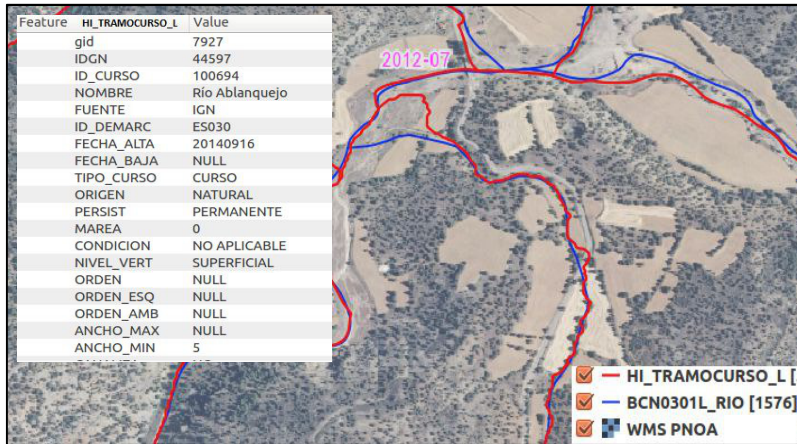 Feature HI_TRAMOCURSO_L Value
gid 7927
IDGN 44597
ID_CURSO 100694
NOMBRE Río Ablanquejo
FUENTE IGN
ID_DEMARC ES030
FECHA_ALTA 20140916
FECHA_BAJA NULL
TIPO_CURSO CURSO
ORIGEN NATURAL
PERSIST PERMANENTE
MAREA 0
CONDICION NO APLICABLE
NIVEL_VERT SUPERFICIAL
ORDEN NULL
ORDEN_ESQ NULL
ORDEN_AMB NULL
ANCHO_MAX NULL
ANCHO_MIN 5
2012-07
HI_TRAMOCURSO_L [
BCN0301L_RIO [1576]
WMS PNOA